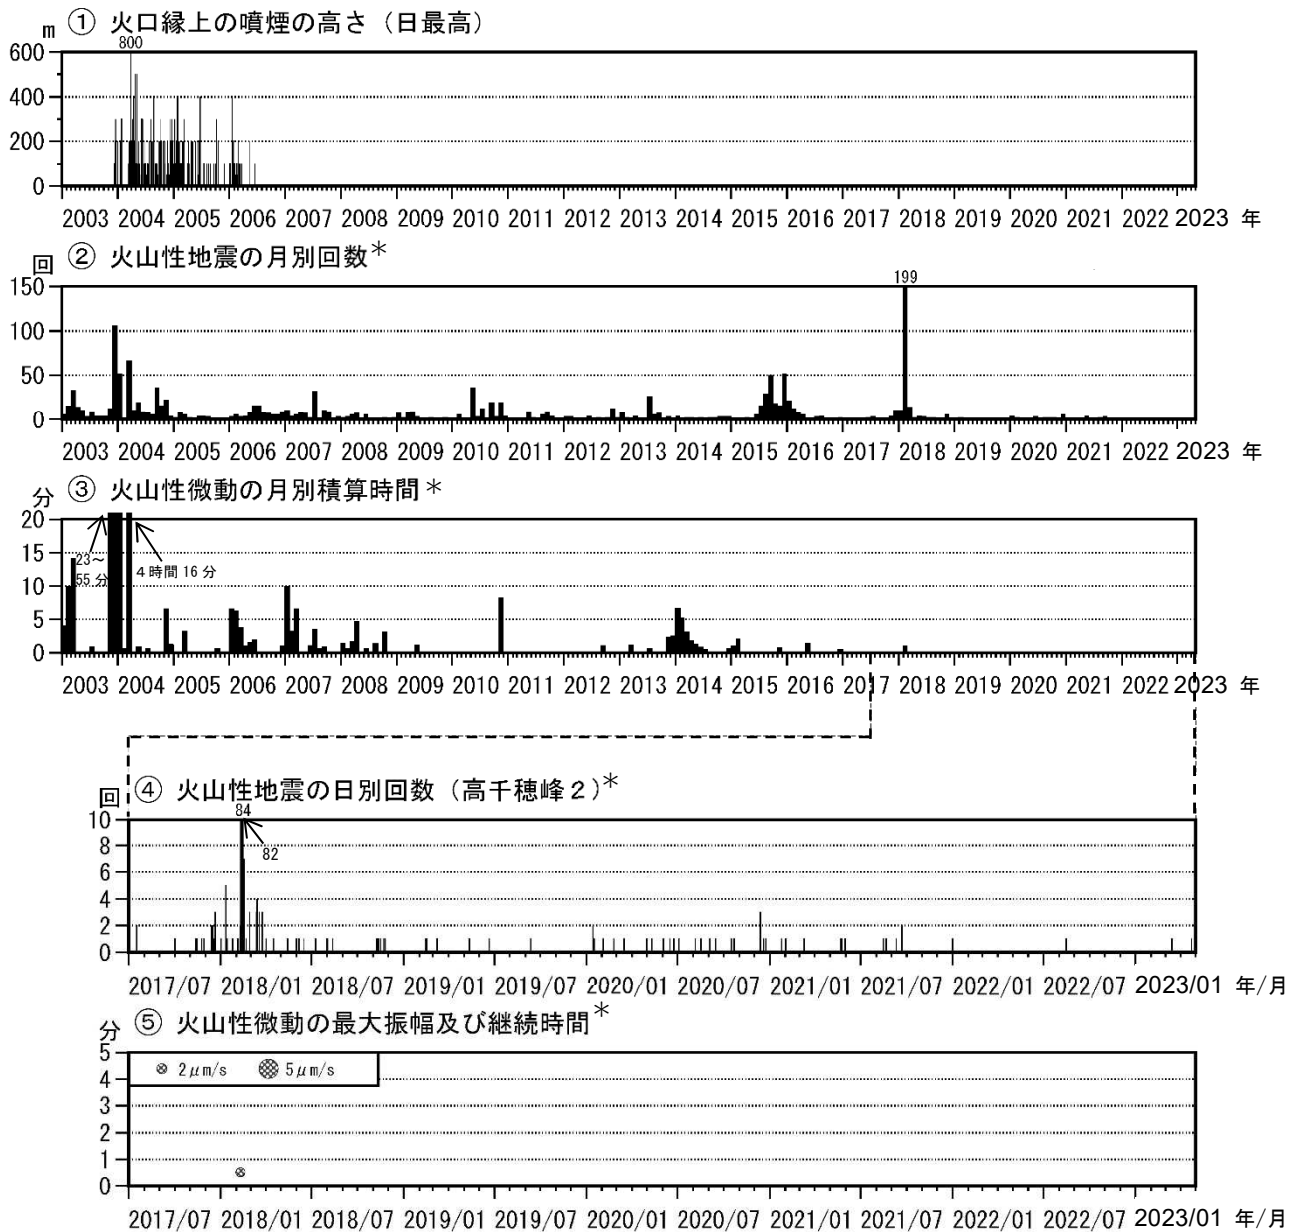 ① 火口縁上の噴煙の高さ（日最高）
m
800
600
400
200
0
2003 2004 2005 2006 2007 2008 2009 2010 2011 2012 2013 2014 2015 2016 2017 2018 2019 2020 2021 2022 2023 年
② 火山性地震の月別回数＊
回
199
150
100
50
0
2003 2004 2005 2006 2007 2008 2009 2010 2011 2012 2013 2014 2015 2016 2017 2018 2019 2020 2021 2022 2023 年
③ 火山性微動の月別積算時間＊
分
20
15
10
5
0
23～
55 分
4 時間 16 分
2003 2004 2005 2006 2007 2008 2009 2010 2011 2012 2013 2014 2015 2016 2017 2018 2019 2020 2021 2022 2023 年
④ 火山性地震の日別回数（高千穂峰２）＊
回
84
82
10
8
6
4
2
0
2017/07 2018/01 2018/07 2019/01 2019/07 2020/01 2020/07 2021/01 2021/07 2022/01 2022/07 2023/01 年/月
⑤ 火山性微動の最大振幅及び継続時間＊
分
5
4
3
2
1
0
2μm/s 5μm/s
2017/07 2018/01 2018/07 2019/01 2019/07 2020/01 2020/07 2021/01 2021/07 2022/01 2022/07 2023/01 年/月